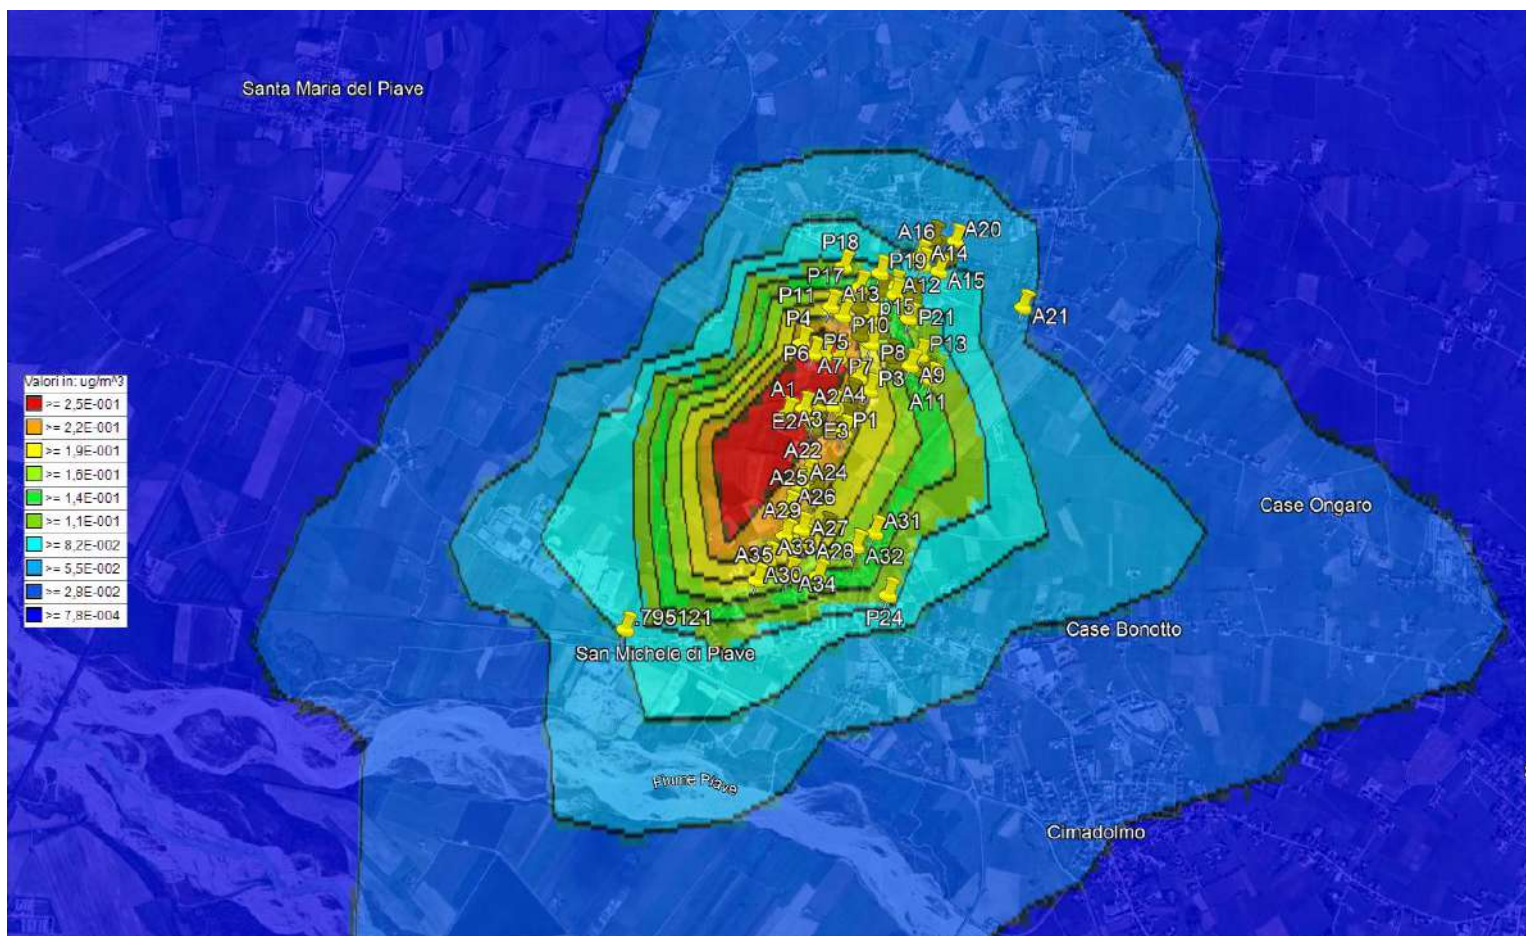 Santa Maria del Piave
A16
A20
P18
A14
P19
P17
A12
A15
P11
A13
p15
P4
P10
P21
A21
P5
P13
P6
A7
P7
P8
A9
Valori in: ug/m^3
A1
A2
A4
P3
>= 2,5E-001
A11
E2
A3
P1
>= 2,2E-001
E3
>= 1,9E-001
A22
>= 1,6E-001
A25
A24
>= 1,4E-001
A26
Case Ongaro
>= 1,1E-001
A29
A27
A31
>= 8,2E-002
A35
A33
A28
A32
>= 5,5E-002
A30
A34
>= 2,8E-002
>= 7,8E-004
.795121
P24
Case Bonotto
San Michele di Piave
Fiume Piave
Cimadolmo